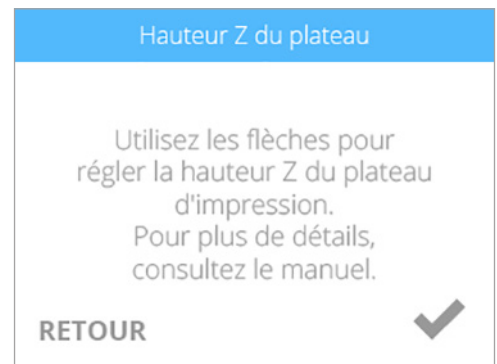 Hauteur Z du plateau
Utilisez les flèches pour
régler la hauteur Z du plateau
d'impression.
Pour plus de détails,
consultez le manuel.
RETOUR